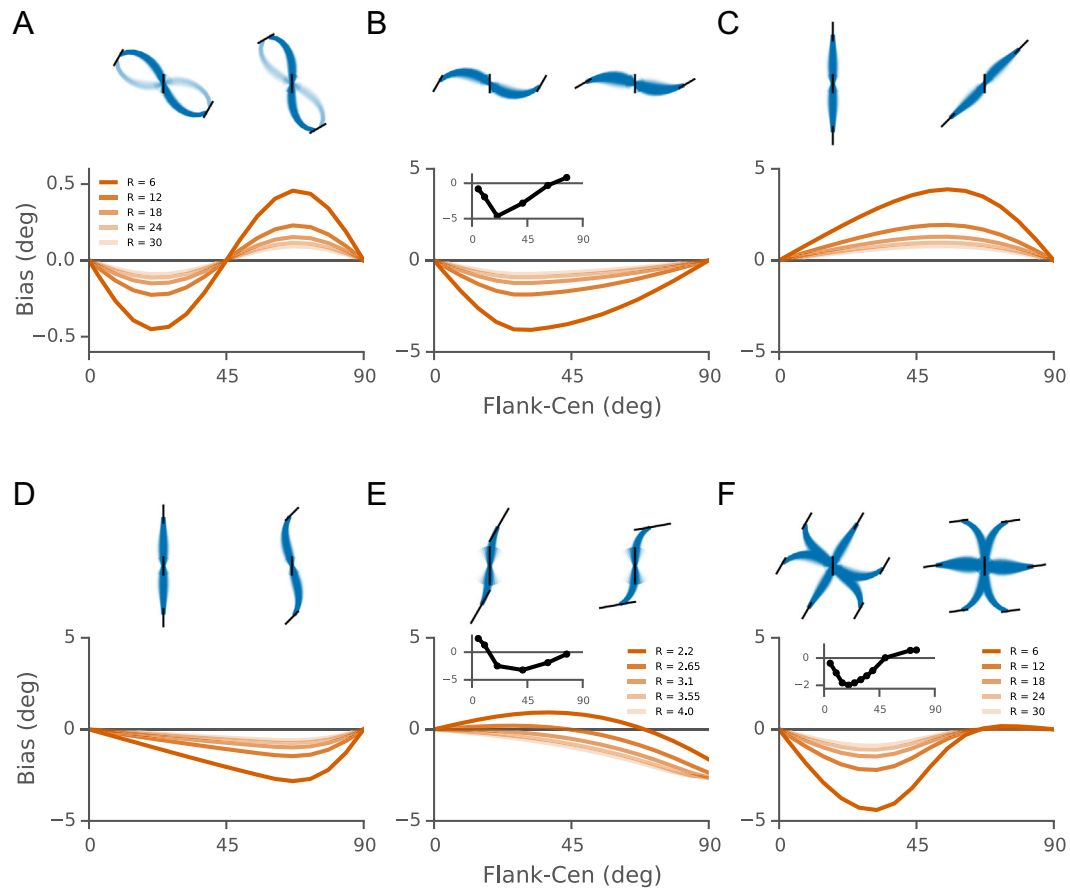 A
B
C
R = 6
R = 12
R = 18
R = 24
R = 30
0.5
0.0
−0.5
Bias (deg)
0
45
90
5
0
−5
0
−5
45
90
0
45
90
Flank-Cen (deg)
5
0
−5
0
45
90
D
E
F
5
0
−5
Bias (deg)
0
45
90
5
0
−5
0
−5
45
90
R = 2.2
R = 2.65
R = 3.1
R = 3.55
R = 4.0
0
45
90
Flank-Cen (deg)
5
0
−5
0
−2
45
90
R = 6
R = 12
R = 18
R = 24
R = 30
0
45
90